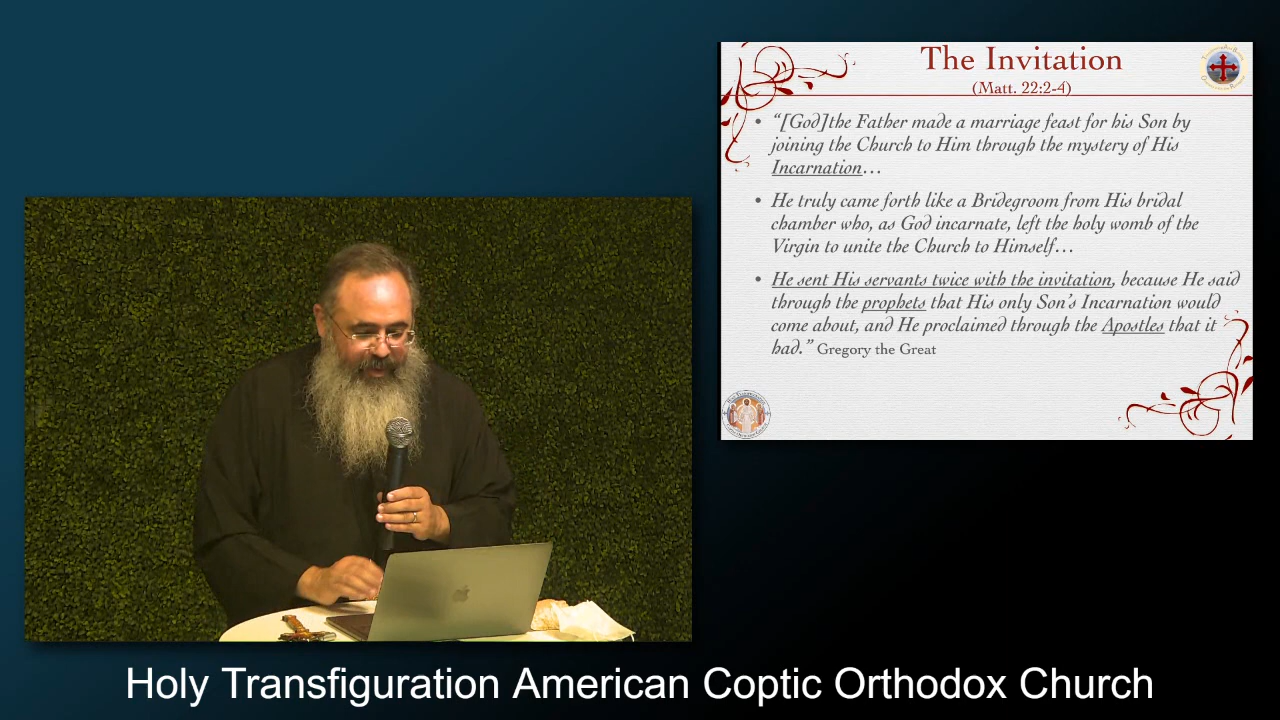 The Invitation
(Matt. 22:2-4)
• “[God]the Father made a marriage feast for his Son by
joining the Church to Him through the mystery of His
Incarnation…
• He truly came forth like a Bridegroom from His bridal
chamber who, as God incarnate, left the holy womb of the
Virgin to unite the Church to Himself…
• He sent His servants twice with the invitation, because He said
through the prophets that His only Son’s Incarnation would
come about, and He proclaimed through the Apostles that it
had.” Gregory the Great
Holy Transfiguration American Coptic Orthodox Church